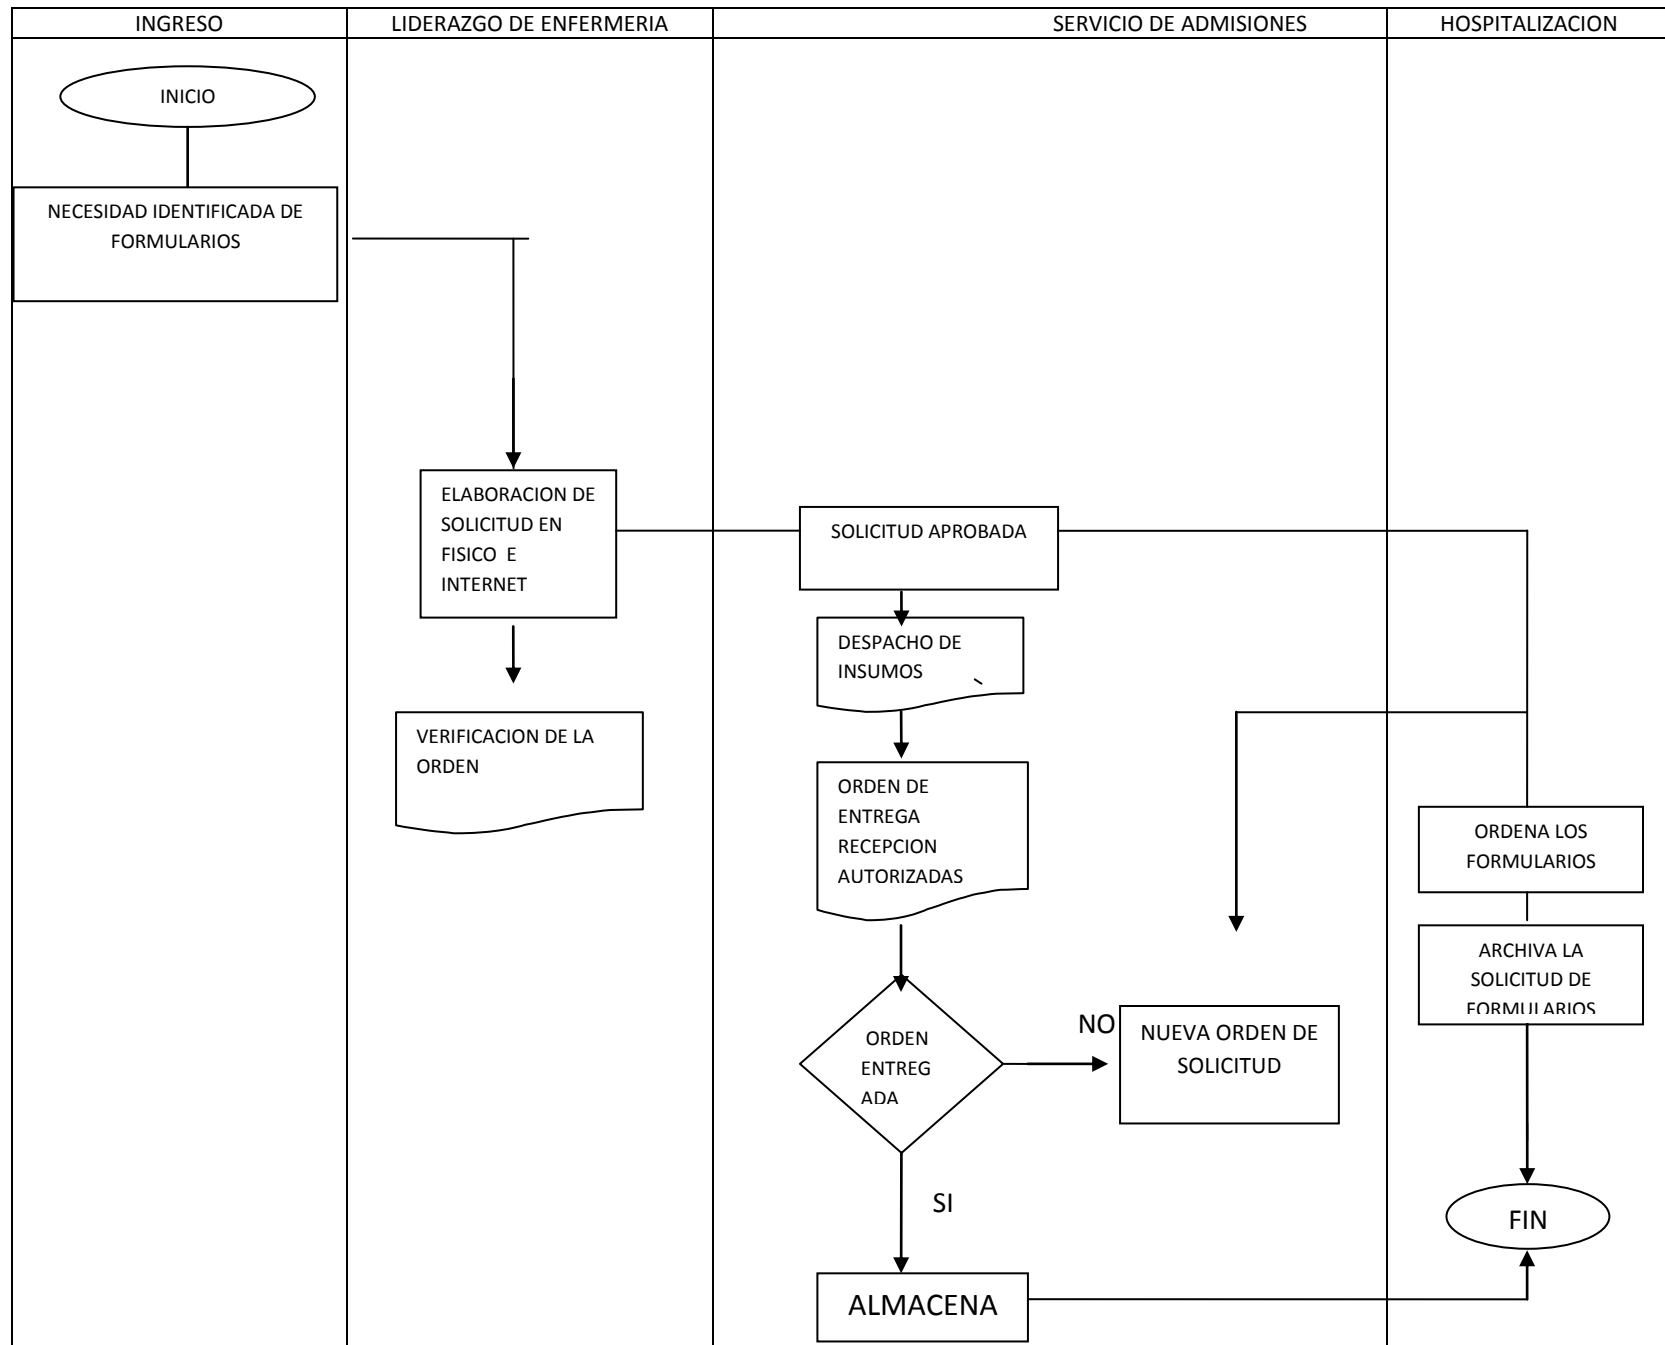 INGRESO
LIDERAZGO DE ENFERMERIA
SERVICIO DE ADMISIONES
HOSPITALIZACION
INICIO
NECESIDAD IDENTIFICADA DE
FORMULARIOS
ELABORACION DE
SOLICITUD EN
FISICO E
INTERNET
VERIFICACION DE LA
ORDEN
SOLICITUD APROBADA
DESPACHO DE
INSUMOS
ORDEN DE
ENTREGA
RECEPCION
AUTORIZADAS
ORDEN
ENTREG
ADA
NO
NUEVA ORDEN DE
SOLICITUD
SI
ALMACENA
ORDENA LOS
FORMULARIOS
ARCHIVA LA
SOLICITUD DE
FORMULARIOS
FIN